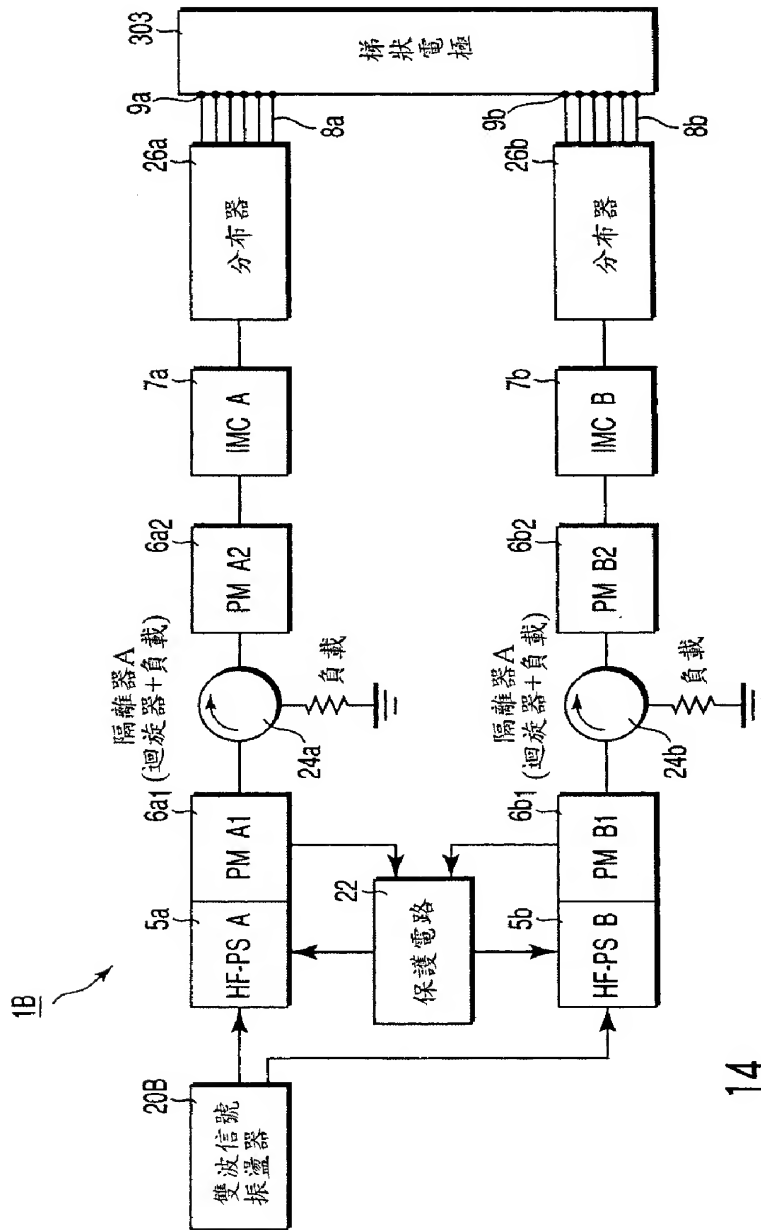 1B
20B
雙波信號
振盪器
5a
HF-PS A
6a1
PM A1
隔離器A
(迴旋器+負載)
24a
負載
6a2
PM A2
7a
IMC A
26a
分布器
9a
8a
303
梯狀電極
22
保護電路
5b
HF-PS B
6b1
PM B1
隔離器A
(迴旋器+負載)
24b
負載
6b2
PM B2
7b
IMC B
26b
分布器
9b
8b
14